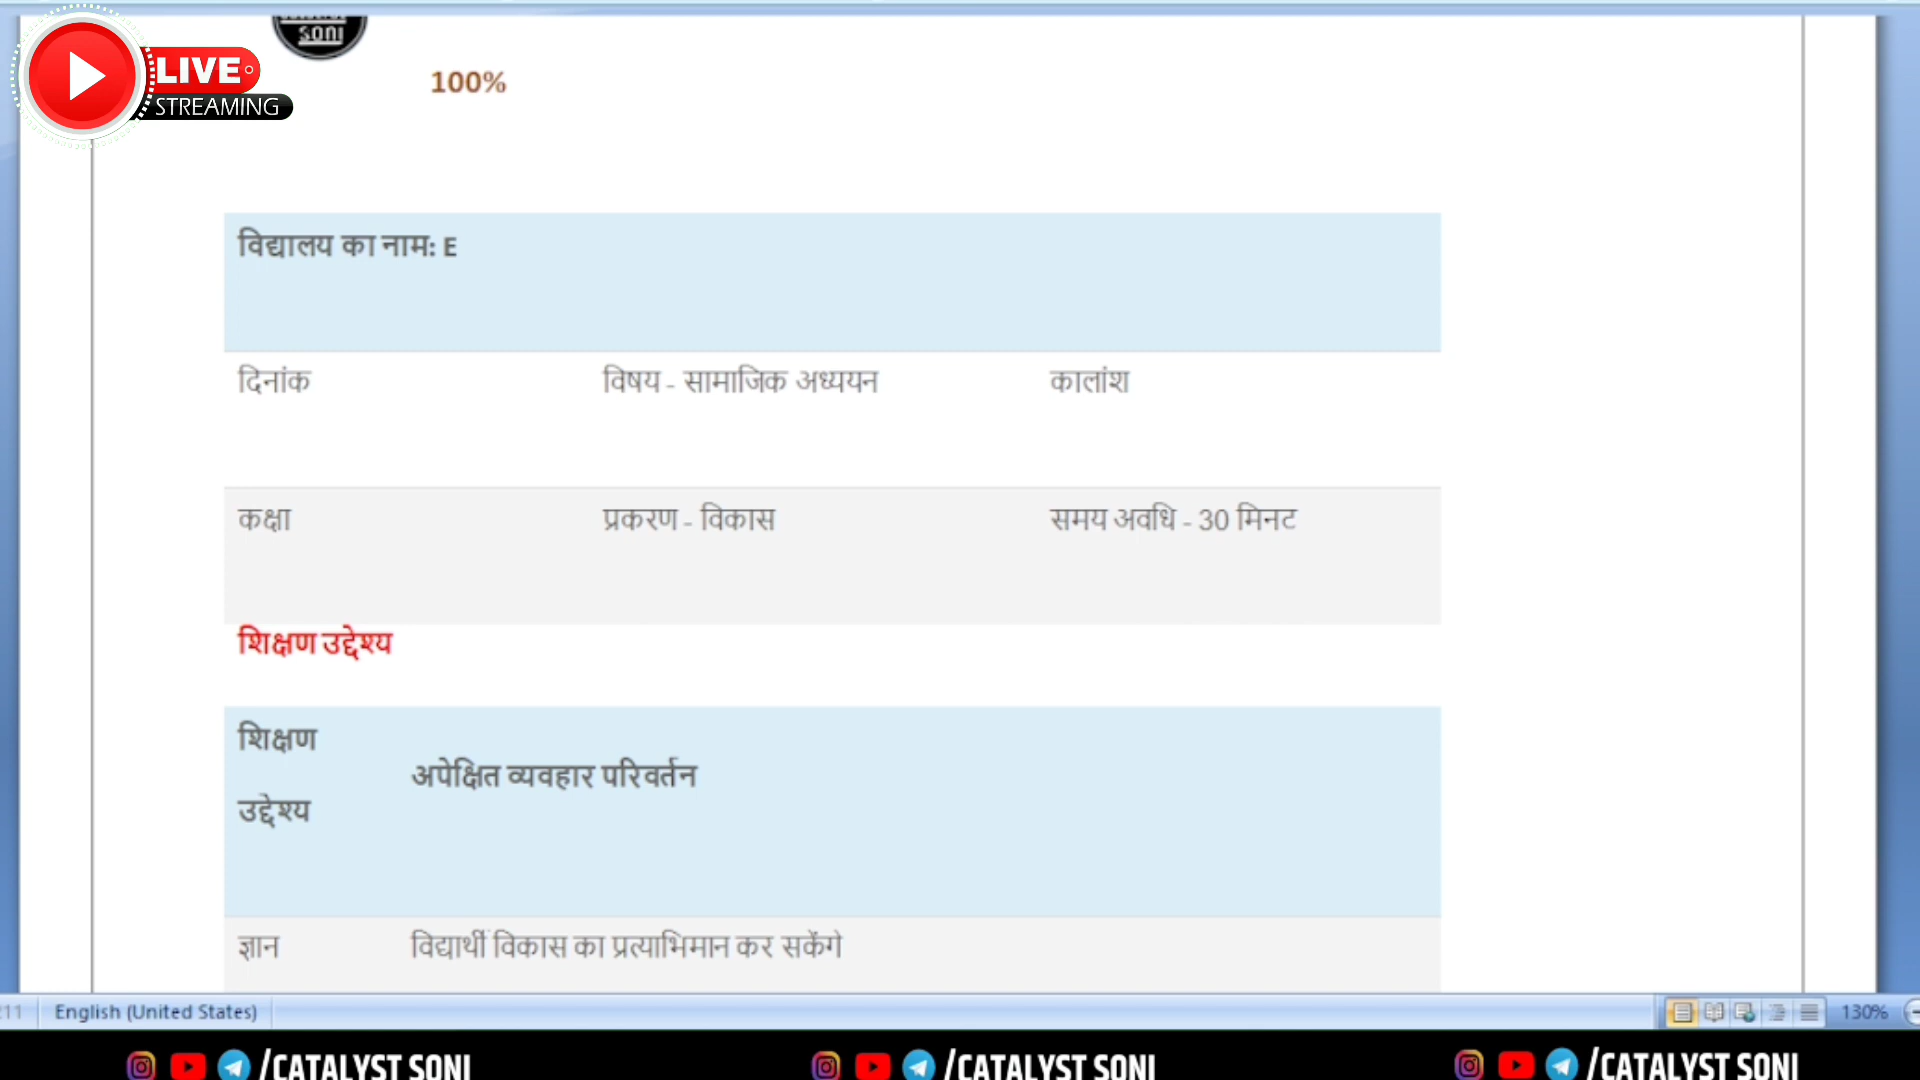 SONI
LIVE
STREAMING
100%
विद्यालय का नाम: E
दिनांक
विषय - सामाजिक अध्ययन
कालांश
कक्षा
प्रकरण - विकास
समय अवधि - 30 मिनट
शिक्षण उद्देश्य
शिक्षण
उद्देश्य
अपेक्षित व्यवहार परिवर्तन
ज्ञान
विद्यार्थी विकास का प्रत्याभिमान कर सकेंगे
English (United States)
130%
/CATALYST SONI
/CATALYST SONI
/CATALYST SONI